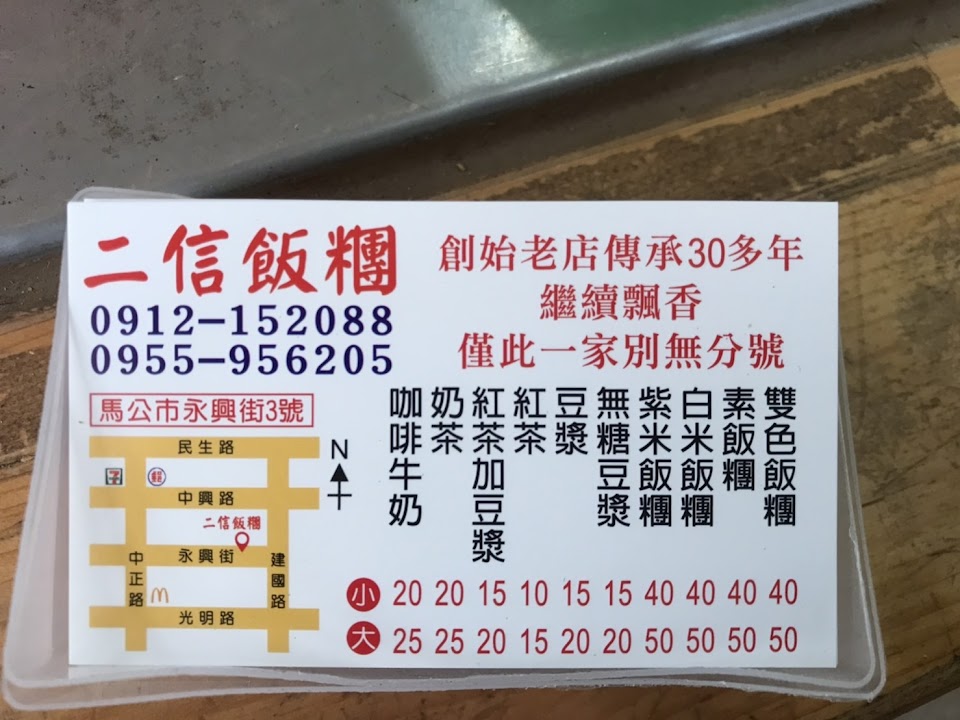 二信飯糰
0912-152088
0955-956205
創始老店傳承30多年
繼續飄香
僅此一家別無分號
馬公市永興街3號
民生路
N
中興路
二信飯糰
永興街
中正路
建國路
光明路
雙色飯糰
素飯糰
白米飯糰
紫米飯糰
無糖豆漿
豆漿
紅茶
紅茶加豆漿
奶茶
咖啡牛奶
小 20 20 15 10 15 15 40 40 40 40
大 25 25 20 15 20 20 50 50 50 50